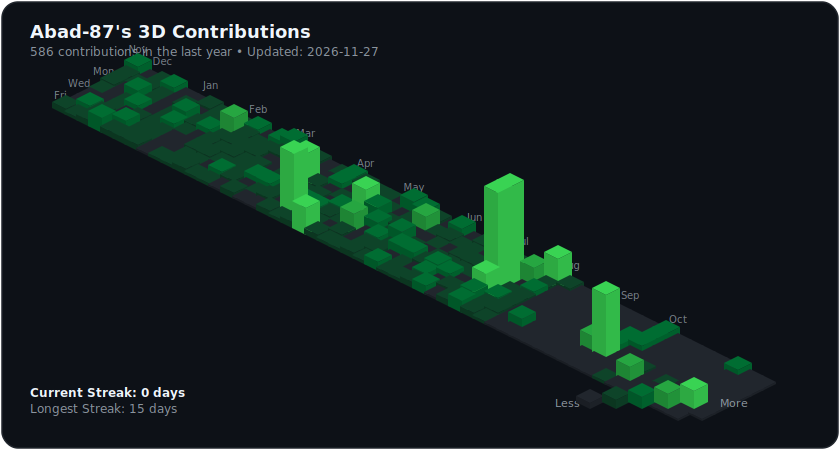 Abad-87's 3D Contributions
586 contributions in the last year • Updated: 2026-11-27
Nov
Dec
Mon
Wed
Jan
Fri
Feb
Mar
Apr
May
Jun
Sep
Oct
Current Streak: 0 days
Longest Streak: 15 days
Less
More